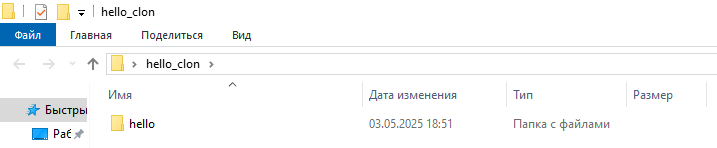 hello_clon
Файл Главная Поделиться Вид
hello_clon
Имя Дата изменения Тип Размер
Быстры
hello 03.05.2025 18:51 Папка с файлами
Раб